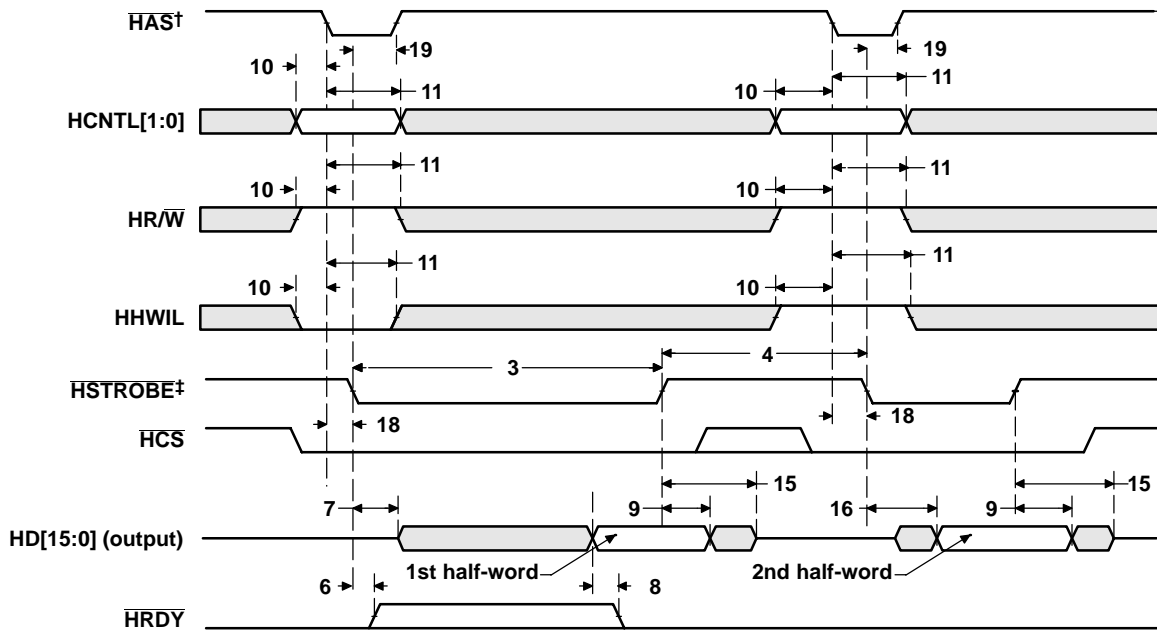 HAS†
19
19
10
11
10
11
HCNTL[1:0]
11
11
10
10
HR/W
11
11
10
10
HHWIL
3
4
HSTROBE‡
18
18
HCS
15
15
7
9
16
9
HD[15:0] (output)
1st half-word
2nd half-word
6
8
HRDY